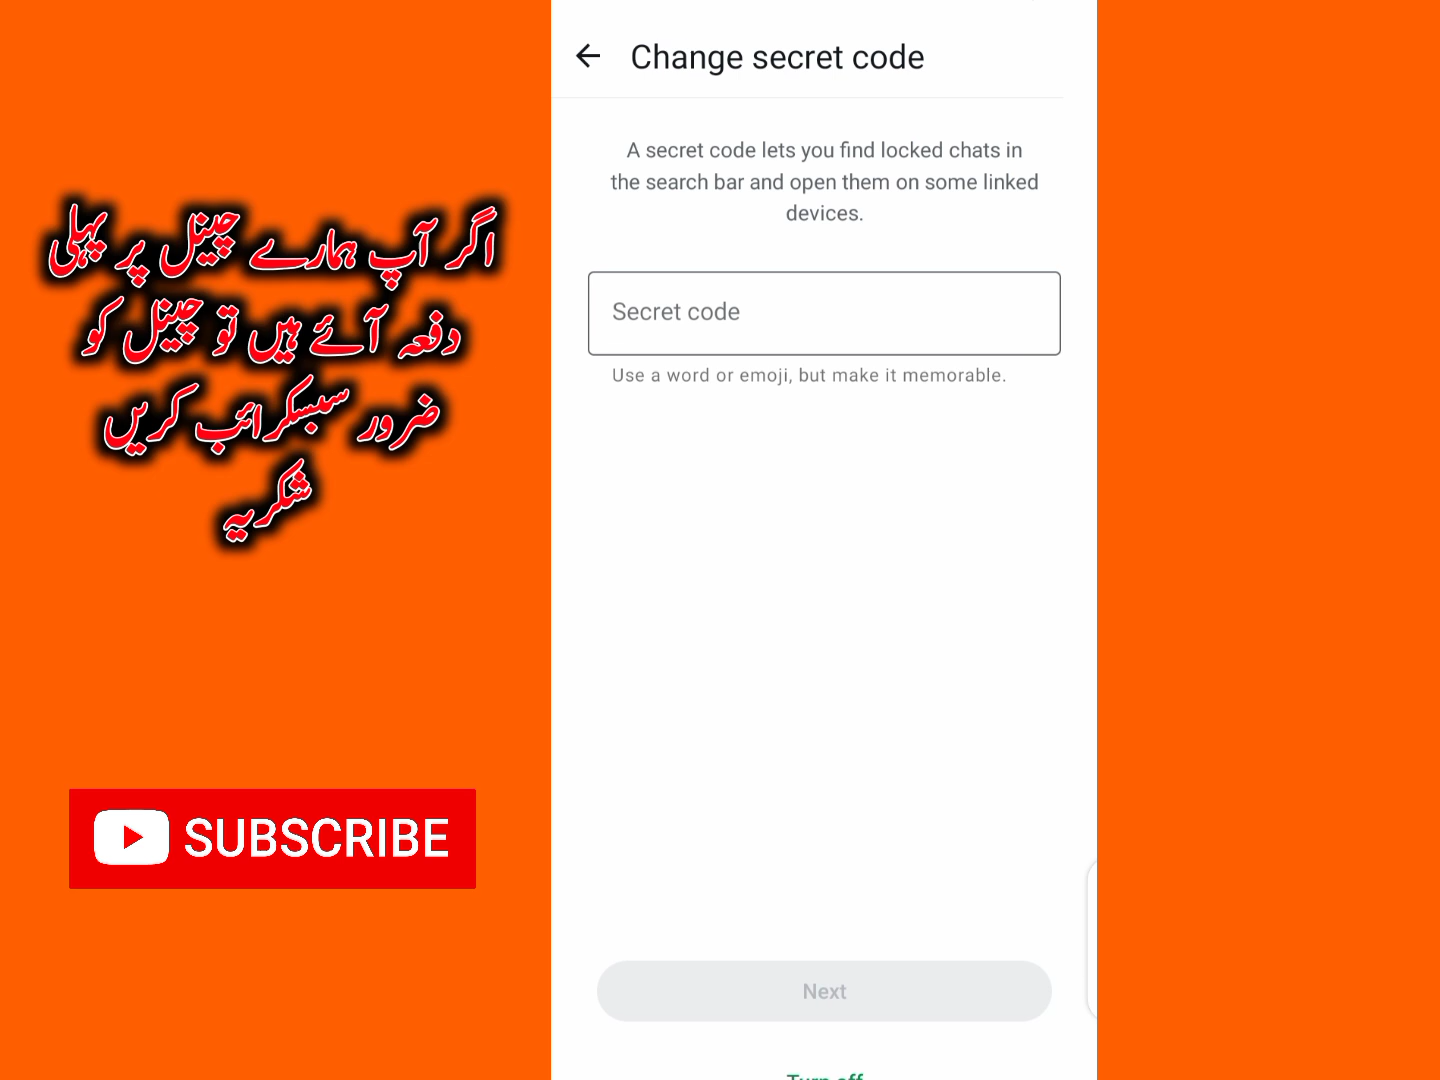 اگر آپ ہمارے چینل پر پہلی
دفعہ آئے ہیں تو چینل کو
ضرور سبسکرائب کریں
شکریہ
SUBSCRIBE
Change secret code
A secret code lets you find locked chats in
the search bar and open them on some linked
devices.
Secret code
Use a word or emoji, but make it memorable.
Next
Turn off